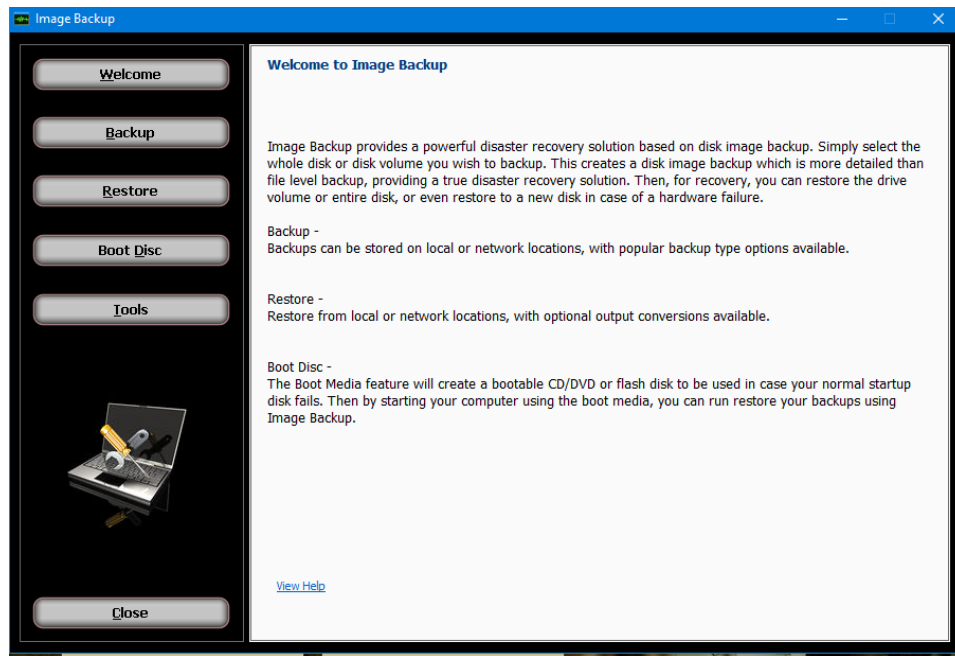 Image Backup
Welcome
Backup
Restore
Boot Disc
Tools
Close
Welcome to Image Backup
Image Backup provides a powerful disaster recovery solution based on disk image backup. Simply select the
whole disk or disk volume you wish to backup. This creates a disk image backup which is more detailed than
file level backup, providing a true disaster recovery solution. Then, for recovery, you can restore the drive
volume or entire disk, or even restore to a new disk in case of a hardware failure.
Backup -
Backups can be stored on local or network locations, with popular backup type options available.
Restore -
Restore from local or network locations, with optional output conversions available.
Boot Disc -
The Boot Media feature will create a bootable CD/DVD or flash disk to be used in case your normal startup
disk fails. Then by starting your computer using the boot media, you can run restore your backups using
Image Backup.
View Help